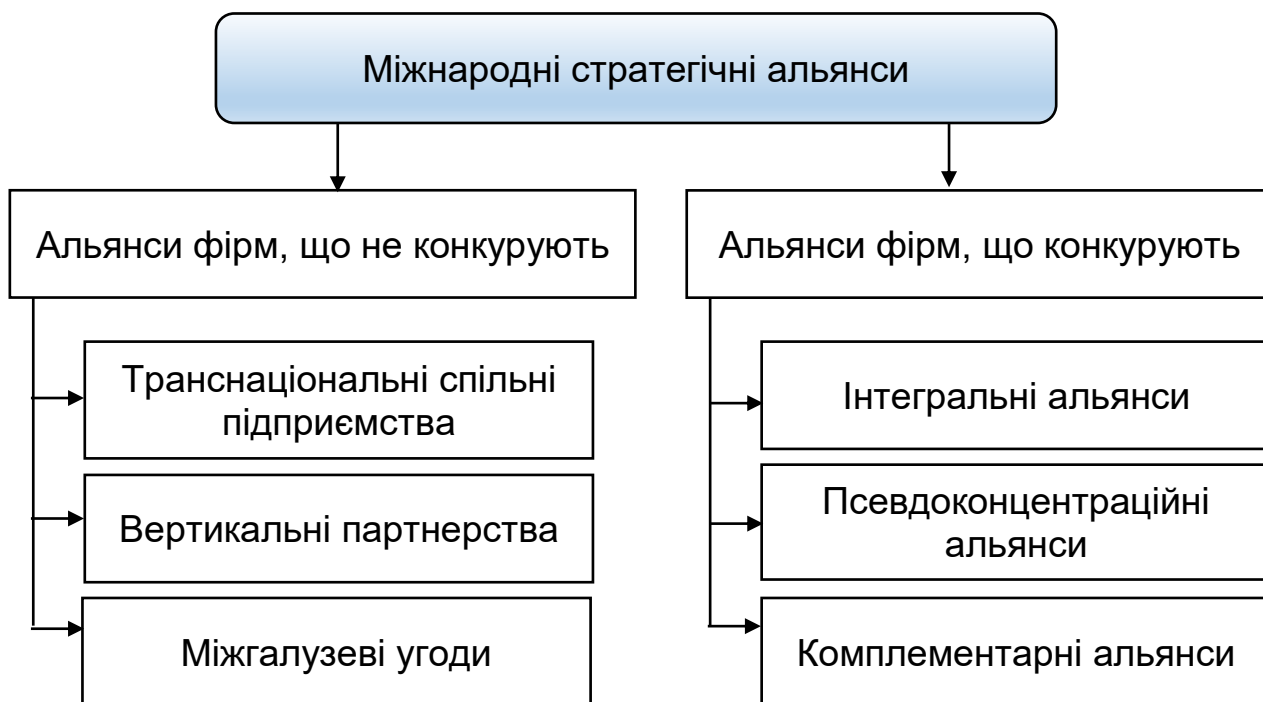 Міжнародні стратегічні альянси
Альянси фірм, що не конкурують
Альянси фірм, що конкурують
Транснаціональні спільні
підприємства
Вертикальні партнерства
Міжгалузеві угоди
Інтегральні альянси
Псевдоконцентраційні
альянси
Комплементарні альянси